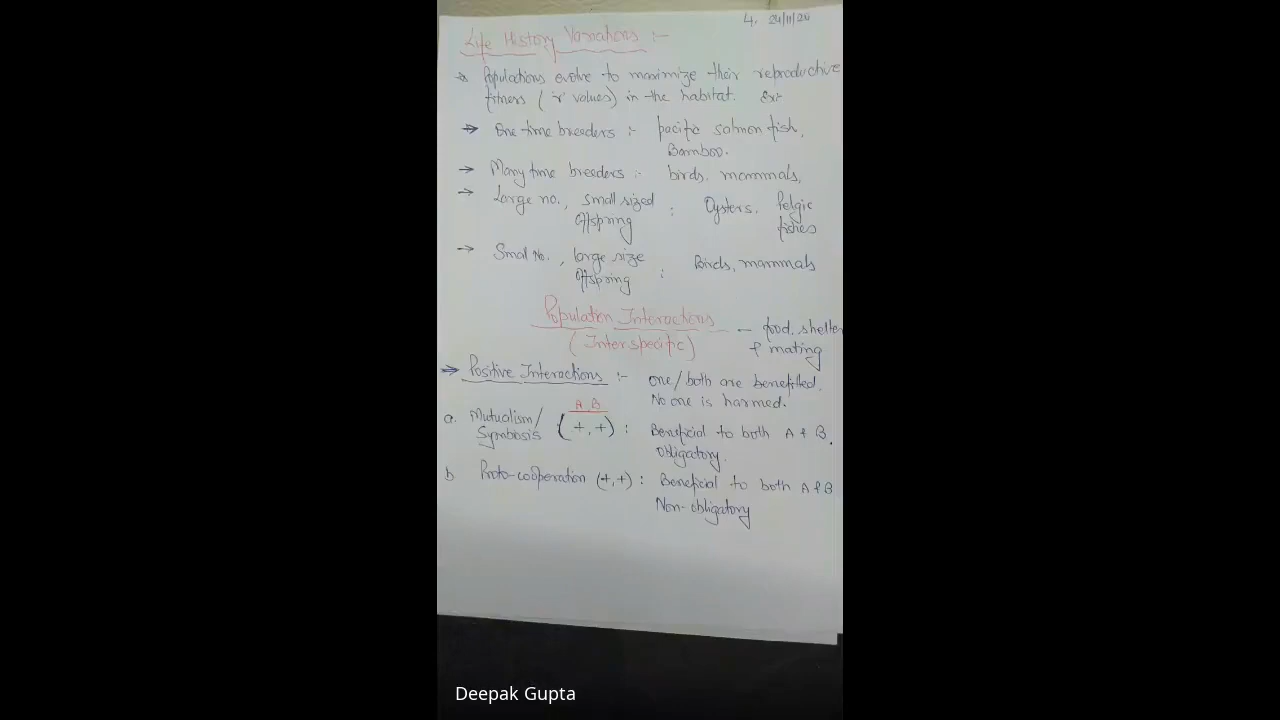 4, 24/11/20
Life History Variations :-
Populations evolve to maximize their reproductive
fitness ( 'r' values) in the habitat. Ex:-
→ One time breeders :- pacific salmon fish,
Bamboo.
→ Many time breeders :- birds, mammals,
→ Large no., small sized : Oysters, Pelgic
Offspring fishes
→ Smal No., large size : Birds, mammals
Offspring
Population Interactions — food, shelter
(Interspecific) & mating
→ Positive Interactions :- one/both are benefitted.
No one is harmed.
A B
a. Mutualism/ (+, +) : Beneficial to both A & B.
Symbiosis obligatory.
b Proto-cooperation (+,+) : Beneficial to both A & B
Non-obligatory
Deepak Gupta